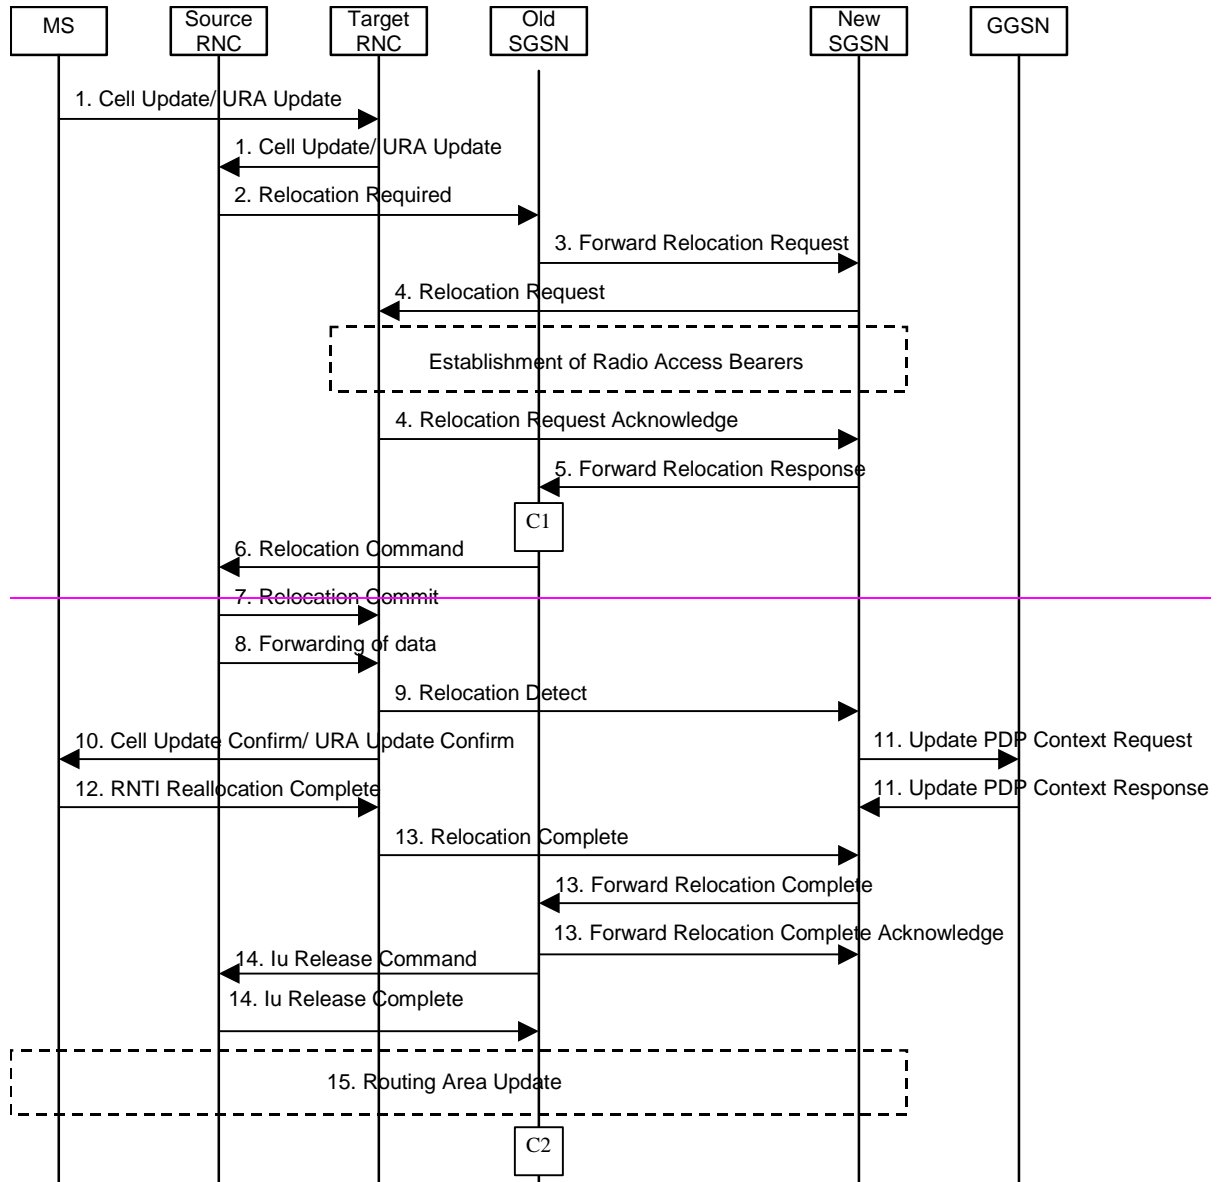 MS
Source
RNC
Target
RNC
Old
SGSN
New
SGSN
GGSN
1. Cell Update/ URA Update
1. Cell Update/ URA Update
2. Relocation Required
3. Forward Relocation Request
4. Relocation Request
Establishment of Radio Access Bearers
4. Relocation Request Acknowledge
5. Forward Relocation Response
C1
6. Relocation Command
7. Relocation Commit
8. Forwarding of data
9. Relocation Detect
10. Cell Update Confirm/ URA Update Confirm
11. Update PDP Context Request
12. RNTI Reallocation Complete
11. Update PDP Context Response
13. Relocation Complete
13. Forward Relocation Complete
13. Forward Relocation Complete Acknowledge
14. Iu Release Command
14. Iu Release Complete
15. Routing Area Update
C2